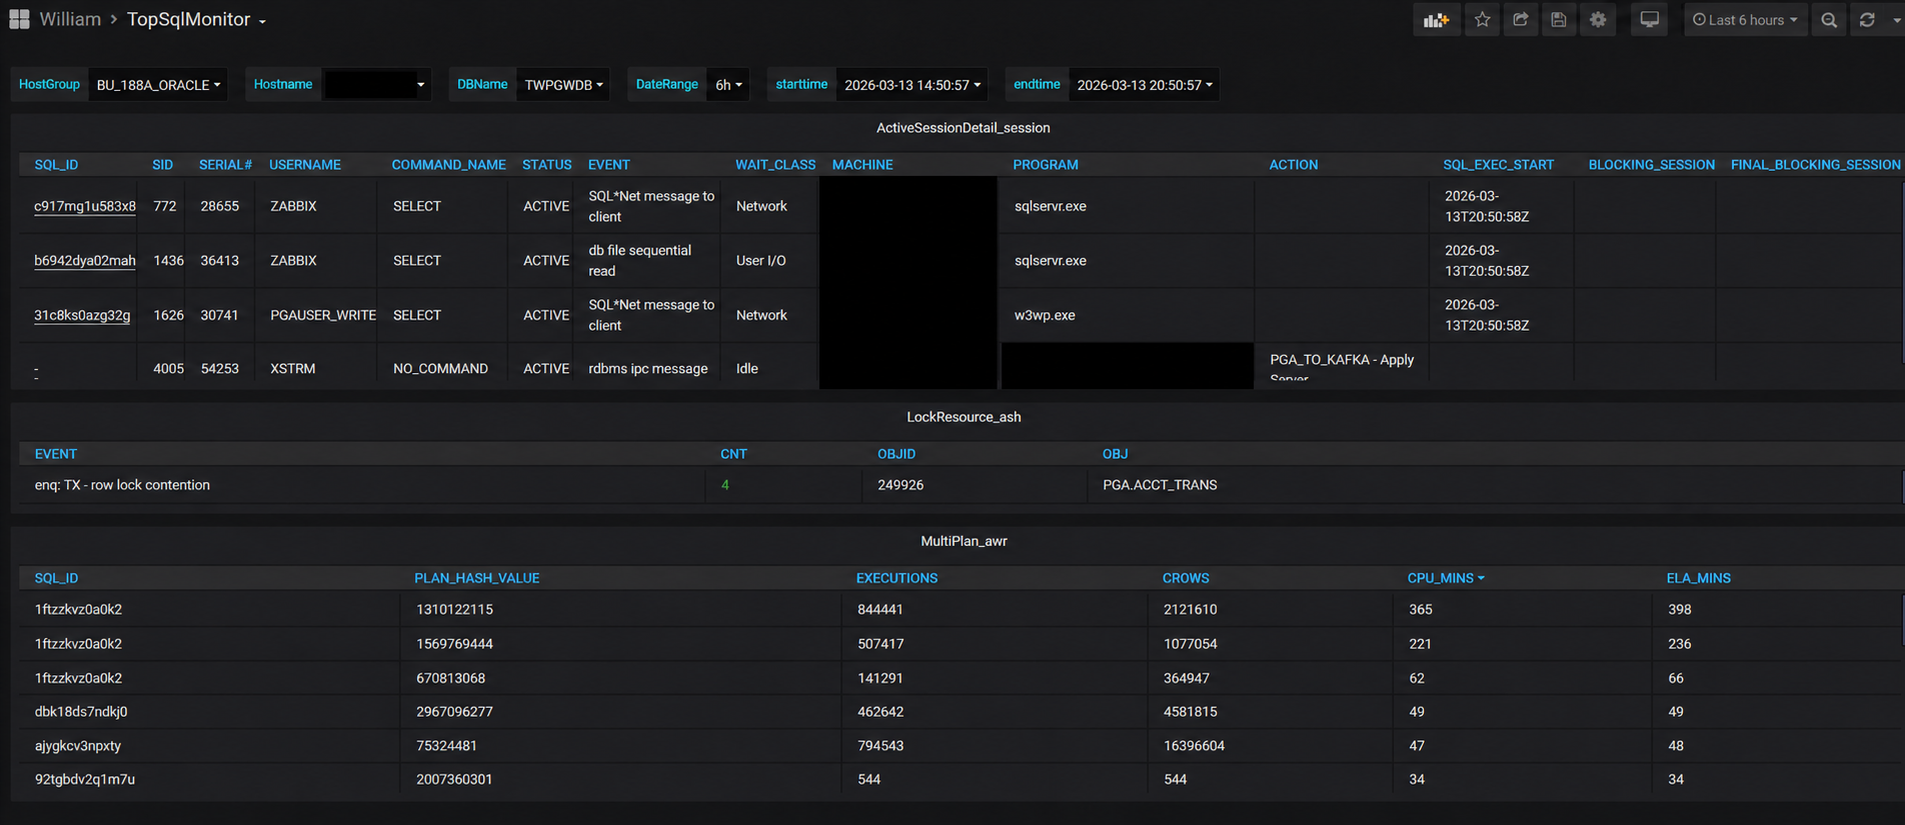 William > TopSqlMonitor
Last 6 hours
HostGroup BU_188A_ORACLE Hostname DBName TWPGWDB DateRange 6h starttime 2026-03-13 14:50:57 endtime 2026-03-13 20:50:57
ActiveSessionDetail_session
SQL_ID SID SERIAL# USERNAME COMMAND_NAME STATUS EVENT WAIT_CLASS MACHINE PROGRAM ACTION SQL_EXEC_START BLOCKING_SESSION FINAL_BLOCKING_SESSION
c917mg1u583x8 772 28655 ZABBIX SELECT ACTIVE SQL*Net message to client Network sqlservr.exe 2026-03-13T20:50:58Z
b6942dya02mah 1436 36413 ZABBIX SELECT ACTIVE db file sequential read User I/O sqlservr.exe 2026-03-13T20:50:58Z
31c8ks0azg32g 1626 30741 PGAUSER_WRITE SELECT ACTIVE SQL*Net message to client Network w3wp.exe 2026-03-13T20:50:58Z
- 4005 54253 XSTRM NO_COMMAND ACTIVE rdbms ipc message Idle PGA_TO_KAFKA - Apply Server
LockResource_ash
EVENT CNT OBJID OBJ
enq: TX - row lock contention 4 249926 PGA.ACCT_TRANS
MultiPlan_awr
SQL_ID PLAN_HASH_VALUE EXECUTIONS CROWS CPU_MINS ELA_MINS
1ftzzkvz0a0k2 1310122115 844441 2121610 365 398
1ftzzkvz0a0k2 1569769444 507417 1077054 221 236
1ftzzkvz0a0k2 670813068 141291 364947 62 66
dbk18ds7ndkj0 2967096277 462642 4581815 49 49
ajygkcv3npxty 75324481 794543 16396604 47 48
92tgbdv2q1m7u 2007360301 544 544 34 34